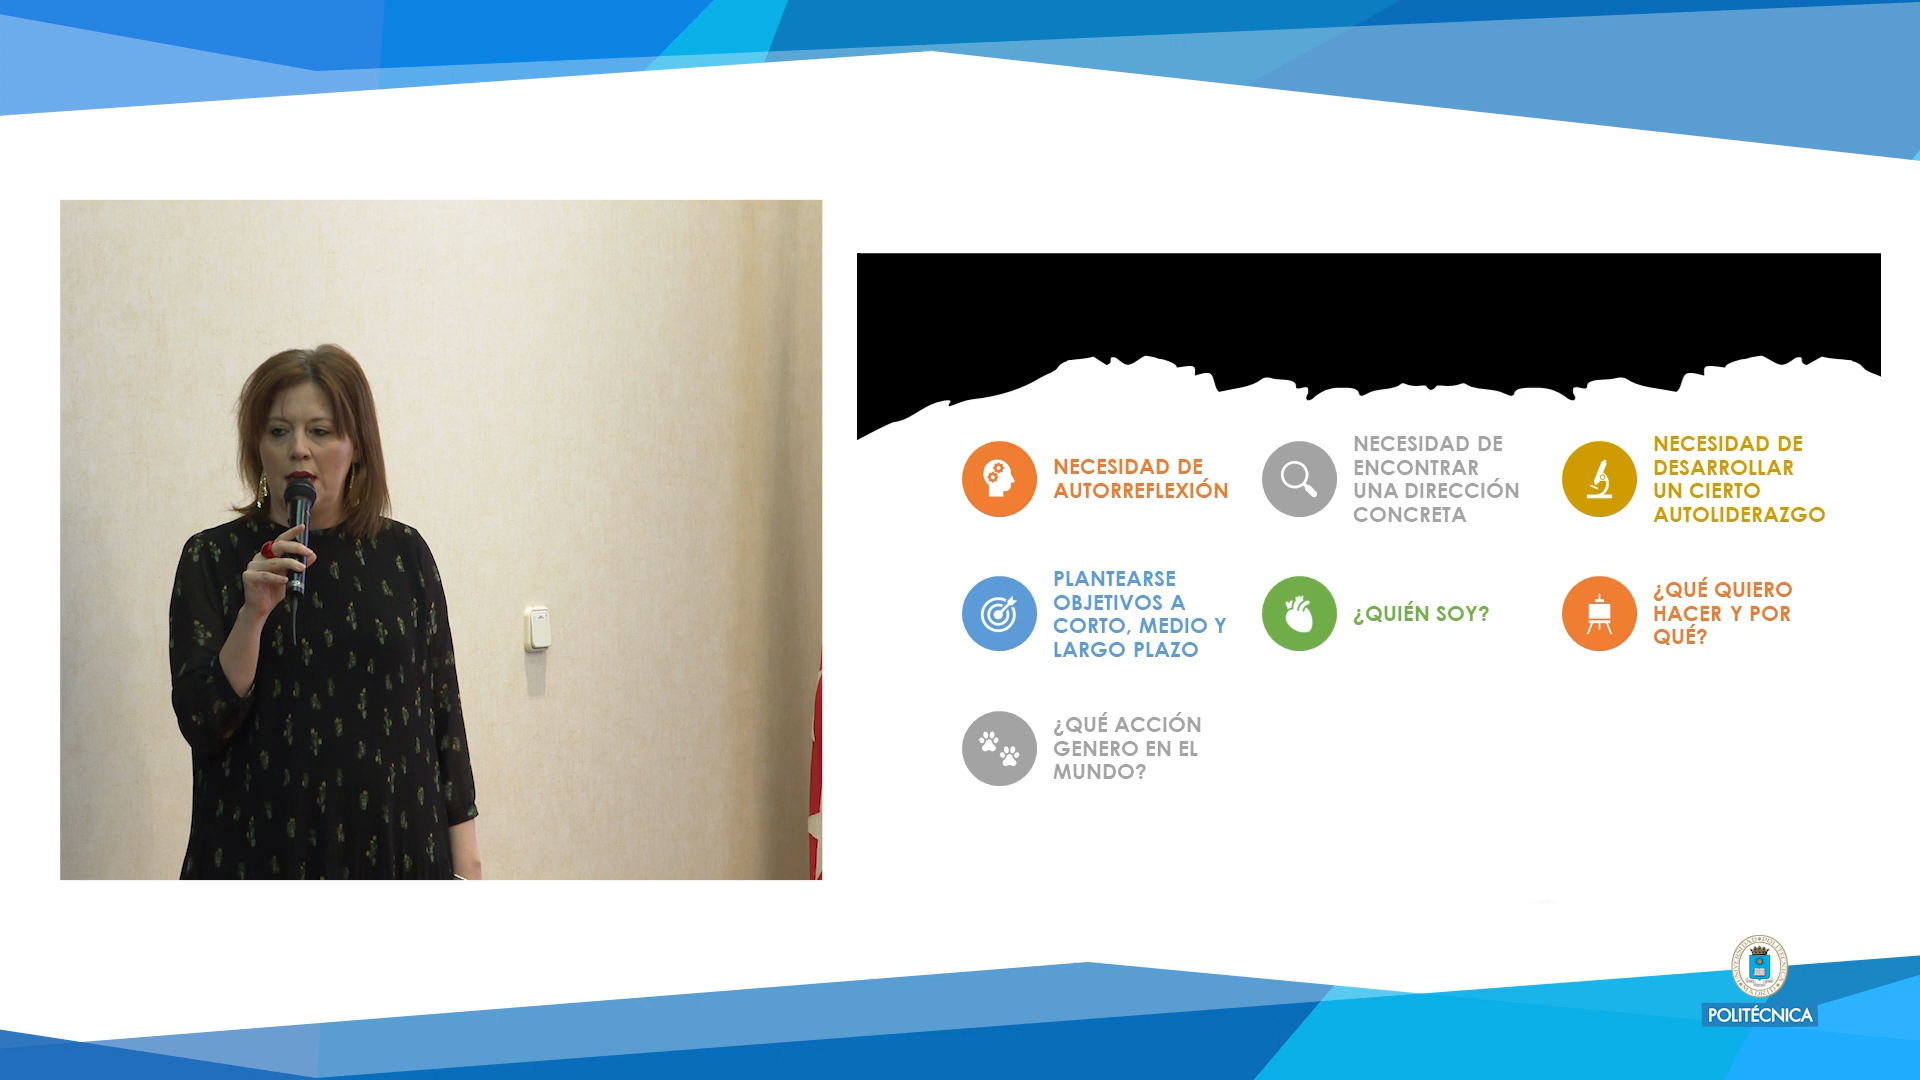 NECESIDAD DE
AUTORREFLEXIÓN
NECESIDAD DE
ENCONTRAR
UNA DIRECCIÓN
CONCRETA
NECESIDAD DE
DESARROLLAR
UN CIERTO
AUTOLIDERAZGO
PLANTEARSE
OBJETIVOS A
CORTO, MEDIO Y
LARGO PLAZO
¿QUIÉN SOY?
¿QUÉ QUIERO
HACER Y POR
QUÉ?
¿QUÉ ACCIÓN
GENERO EN EL
MUNDO?
POLITÉCNICA